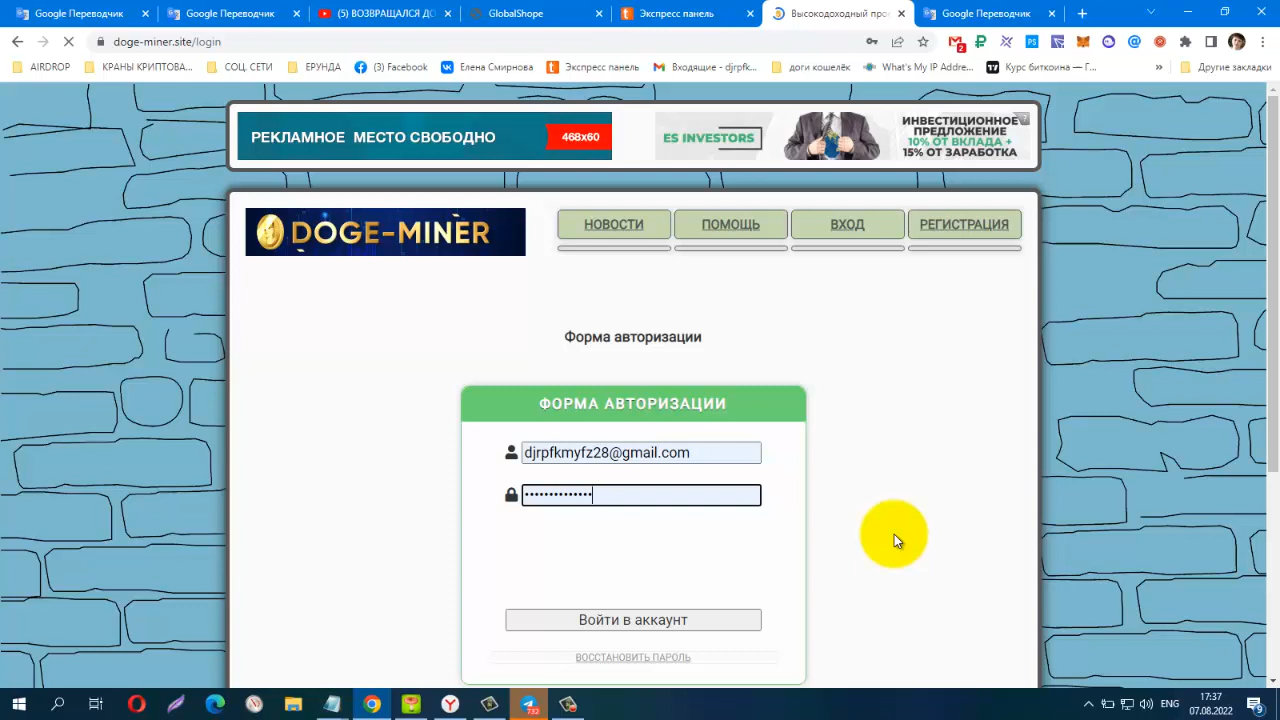 Google Переводчик
Google Переводчик
(5) ВОЗВРАЩАЛСЯ ДО
GlobalShope
Экспресс панель
Высокодоходный прое
Google Переводчик
doge-miner.site/login
AIRDROP
КРАНЫ КРИПТОВА...
СОЦ. СЕТИ
ЕРУНДА
(3) Facebook
Елена Смирнова
Экспресс панель
Входящие - djrpfk...
доги кошелёк
What's My IP Addre...
Курс биткоина — Г...
»
Другие закладки
РЕКЛАМНОЕ МЕСТО СВОБОДНО
468x60
ES INVESTORS
ИНВЕСТИЦИОННОЕ
ПРЕДЛОЖЕНИЕ
10% ОТ ВКЛАДА +
15% ОТ ЗАРАБОТКА
DOGE-MINER
НОВОСТИ
ПОМОЩЬ
ВХОД
РЕГИСТРАЦИЯ
Форма авторизации
ФОРМА АВТОРИЗАЦИИ
djrpfkmyfz28@gmail.com
••••••••••••••
Войти в аккаунт
ВОССТАНОВИТЬ ПАРОЛЬ
732
ENG
17:37
07.08.2022
9